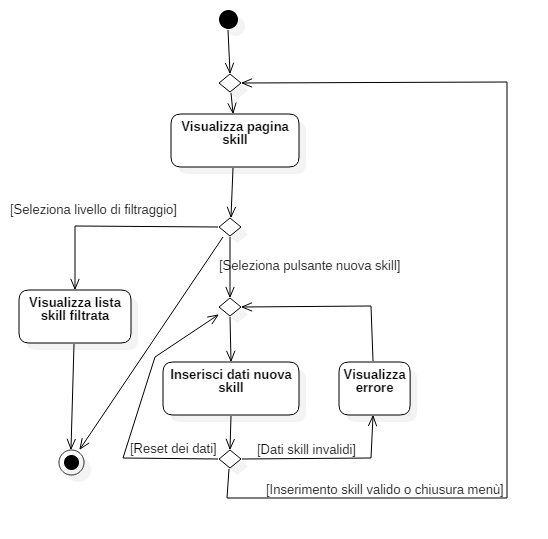 Visualizza pagina
skill
[Seleziona livello di filtraggio]
[Seleziona pulsante nuova skill]
Visualizza lista
skill filtrata
Inserisci dati nuova
skill
Visualizza
errore
[Reset dei dati]
[Dati skill invalidi]
[Inserimento skill valido o chiusura menù]